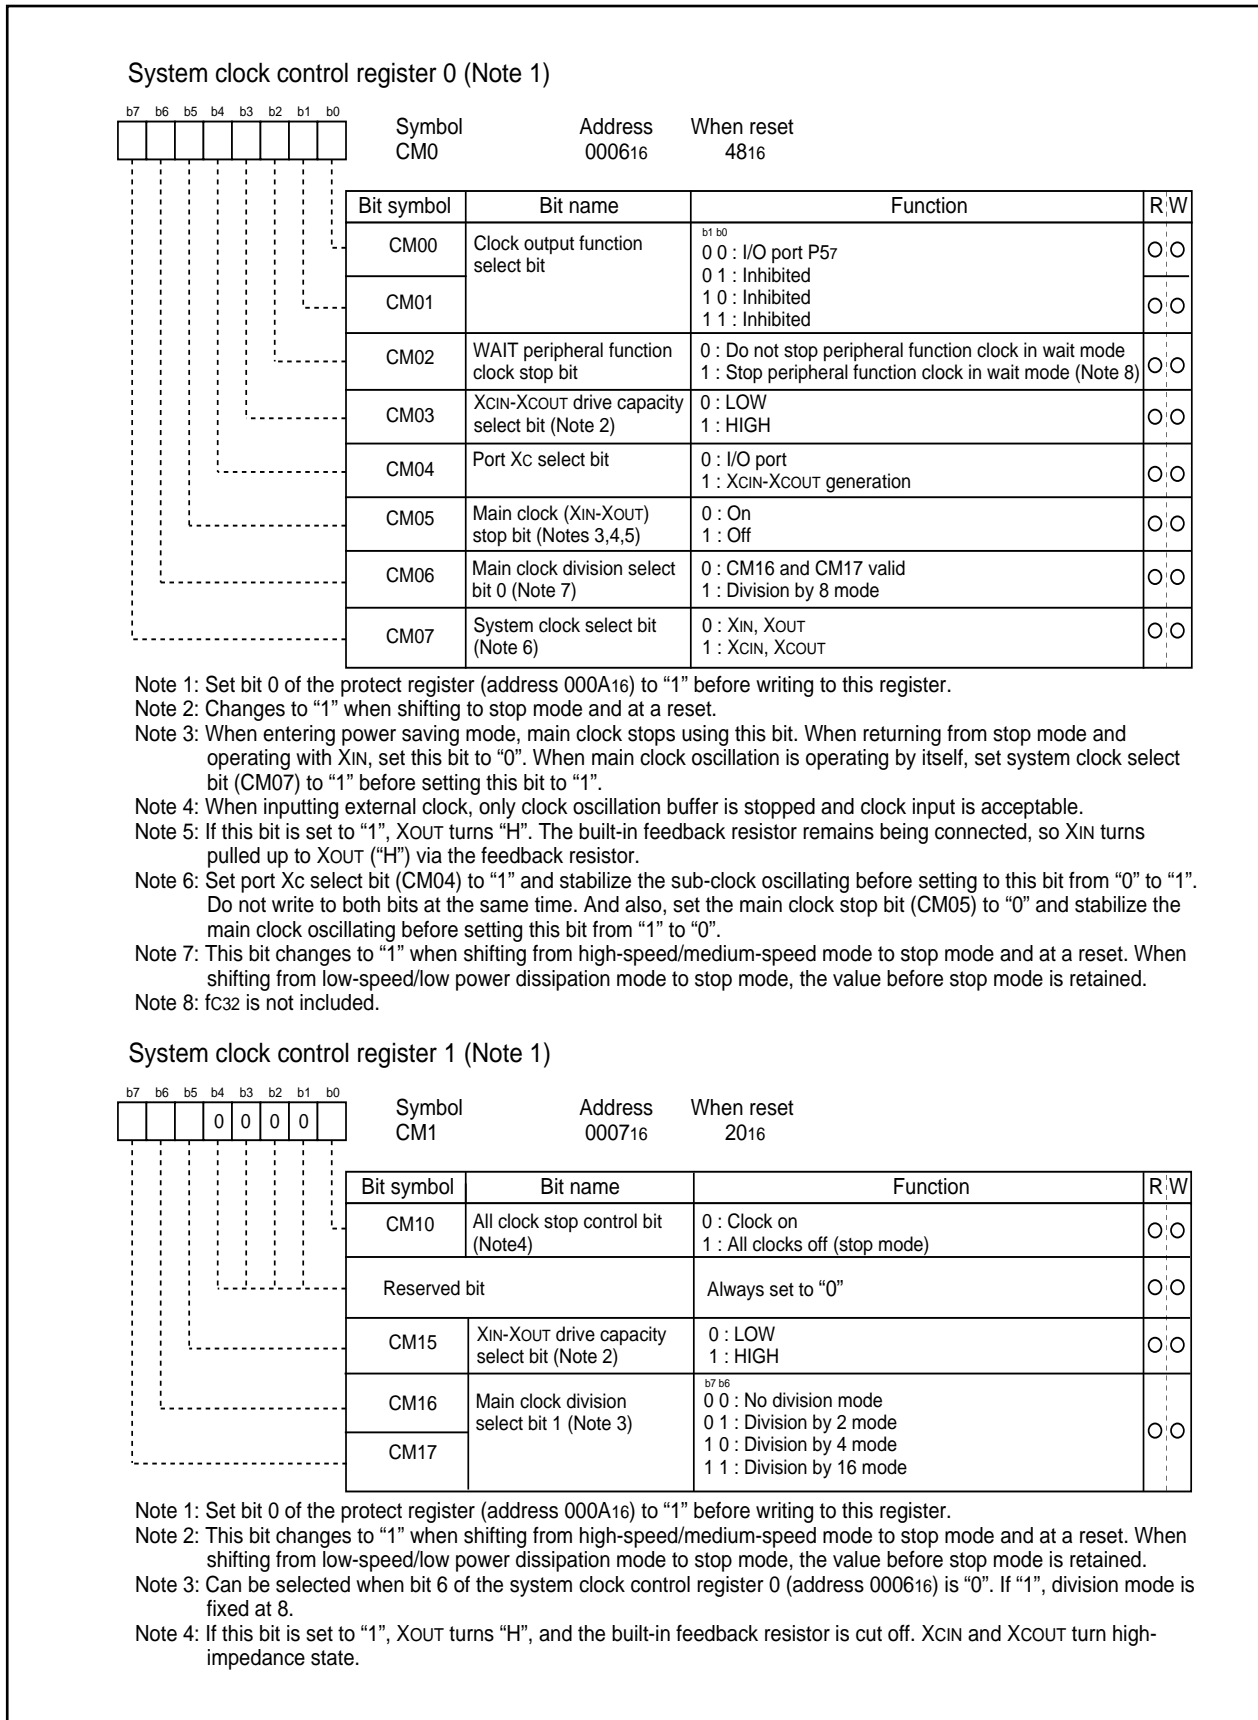 System clock control register 0 (Note 1)
b7 b6 b5 b4 b3 b2 b1 b0
Symbol Address When reset
CM0 000616 4816
Bit symbol Bit name Function R W
CM00 Clock output function select bit
b1 b0
0 0 : I/O port P57
0 1 : Inhibited
1 0 : Inhibited
1 1 : Inhibited
CM01
CM02 WAIT peripheral function clock stop bit
0 : Do not stop peripheral function clock in wait mode
1 : Stop peripheral function clock in wait mode (Note 8)
CM03 XCIN-XCOUT drive capacity select bit (Note 2)
0 : LOW
1 : HIGH
CM04 Port XC select bit
0 : I/O port
1 : XCIN-XCOUT generation
CM05 Main clock (XIN-XOUT) stop bit (Notes 3,4,5)
0 : On
1 : Off
CM06 Main clock division select bit 0 (Note 7)
0 : CM16 and CM17 valid
1 : Division by 8 mode
CM07 System clock select bit (Note 6)
0 : XIN, XOUT
1 : XCIN, XCOUT
Note 1: Set bit 0 of the protect register (address 000A16) to “1” before writing to this register.
Note 2: Changes to “1” when shifting to stop mode and at a reset.
Note 3: When entering power saving mode, main clock stops using this bit. When returning from stop mode and
operating with XIN, set this bit to “0”. When main clock oscillation is operating by itself, set system clock select
bit (CM07) to “1” before setting this bit to “1”.
Note 4: When inputting external clock, only clock oscillation buffer is stopped and clock input is acceptable.
Note 5: If this bit is set to “1”, XOUT turns “H”. The built-in feedback resistor remains being connected, so XIN turns
pulled up to XOUT (“H”) via the feedback resistor.
Note 6: Set port Xc select bit (CM04) to “1” and stabilize the sub-clock oscillating before setting to this bit from “0” to “1”.
Do not write to both bits at the same time. And also, set the main clock stop bit (CM05) to “0” and stabilize the
main clock oscillating before setting this bit from “1” to “0”.
Note 7: This bit changes to “1” when shifting from high-speed/medium-speed mode to stop mode and at a reset. When
shifting from low-speed/low power dissipation mode to stop mode, the value before stop mode is retained.
Note 8: fC32 is not included.
System clock control register 1 (Note 1)
b7 b6 b5 b4 b3 b2 b1 b0
0 0 0 0
Symbol Address When reset
CM1 000716 2016
Bit symbol Bit name Function R W
CM10 All clock stop control bit (Note4)
0 : Clock on
1 : All clocks off (stop mode)
Reserved bit Always set to “0”
CM15 XIN-XOUT drive capacity select bit (Note 2)
0 : LOW
1 : HIGH
CM16 Main clock division select bit 1 (Note 3)
b7 b6
0 0 : No division mode
0 1 : Division by 2 mode
1 0 : Division by 4 mode
1 1 : Division by 16 mode
CM17
Note 1: Set bit 0 of the protect register (address 000A16) to “1” before writing to this register.
Note 2: This bit changes to “1” when shifting from high-speed/medium-speed mode to stop mode and at a reset. When
shifting from low-speed/low power dissipation mode to stop mode, the value before stop mode is retained.
Note 3: Can be selected when bit 6 of the system clock control register 0 (address 000616) is “0”. If “1”, division mode is
fixed at 8.
Note 4: If this bit is set to “1”, XOUT turns “H”, and the built-in feedback resistor is cut off. XCIN and XCOUT turn high-
impedance state.